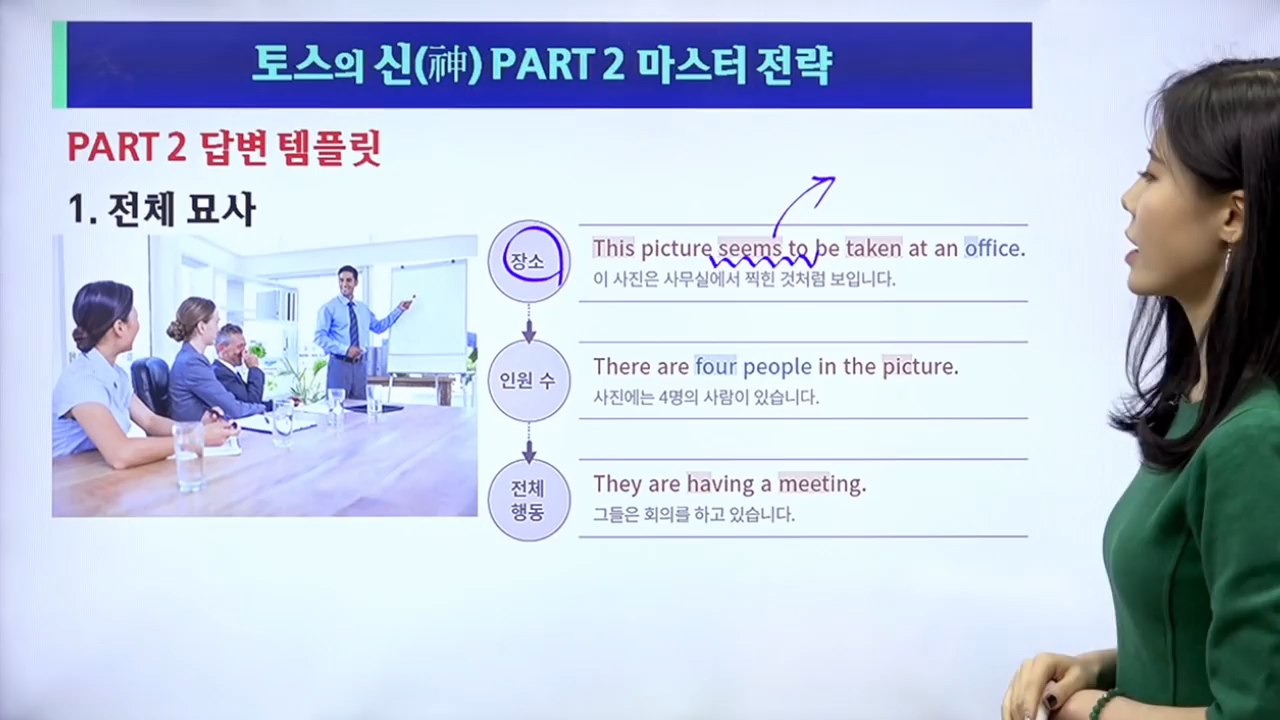 토스의 신(神) PART 2 마스터 전략
PART 2 답변 템플릿
1. 전체 묘사
장소
This picture seems to be taken at an office.
이 사진은 사무실에서 찍힌 것처럼 보입니다.
인원 수
There are four people in the picture.
사진에는 4명의 사람이 있습니다.
전체
행동
They are having a meeting.
그들은 회의를 하고 있습니다.